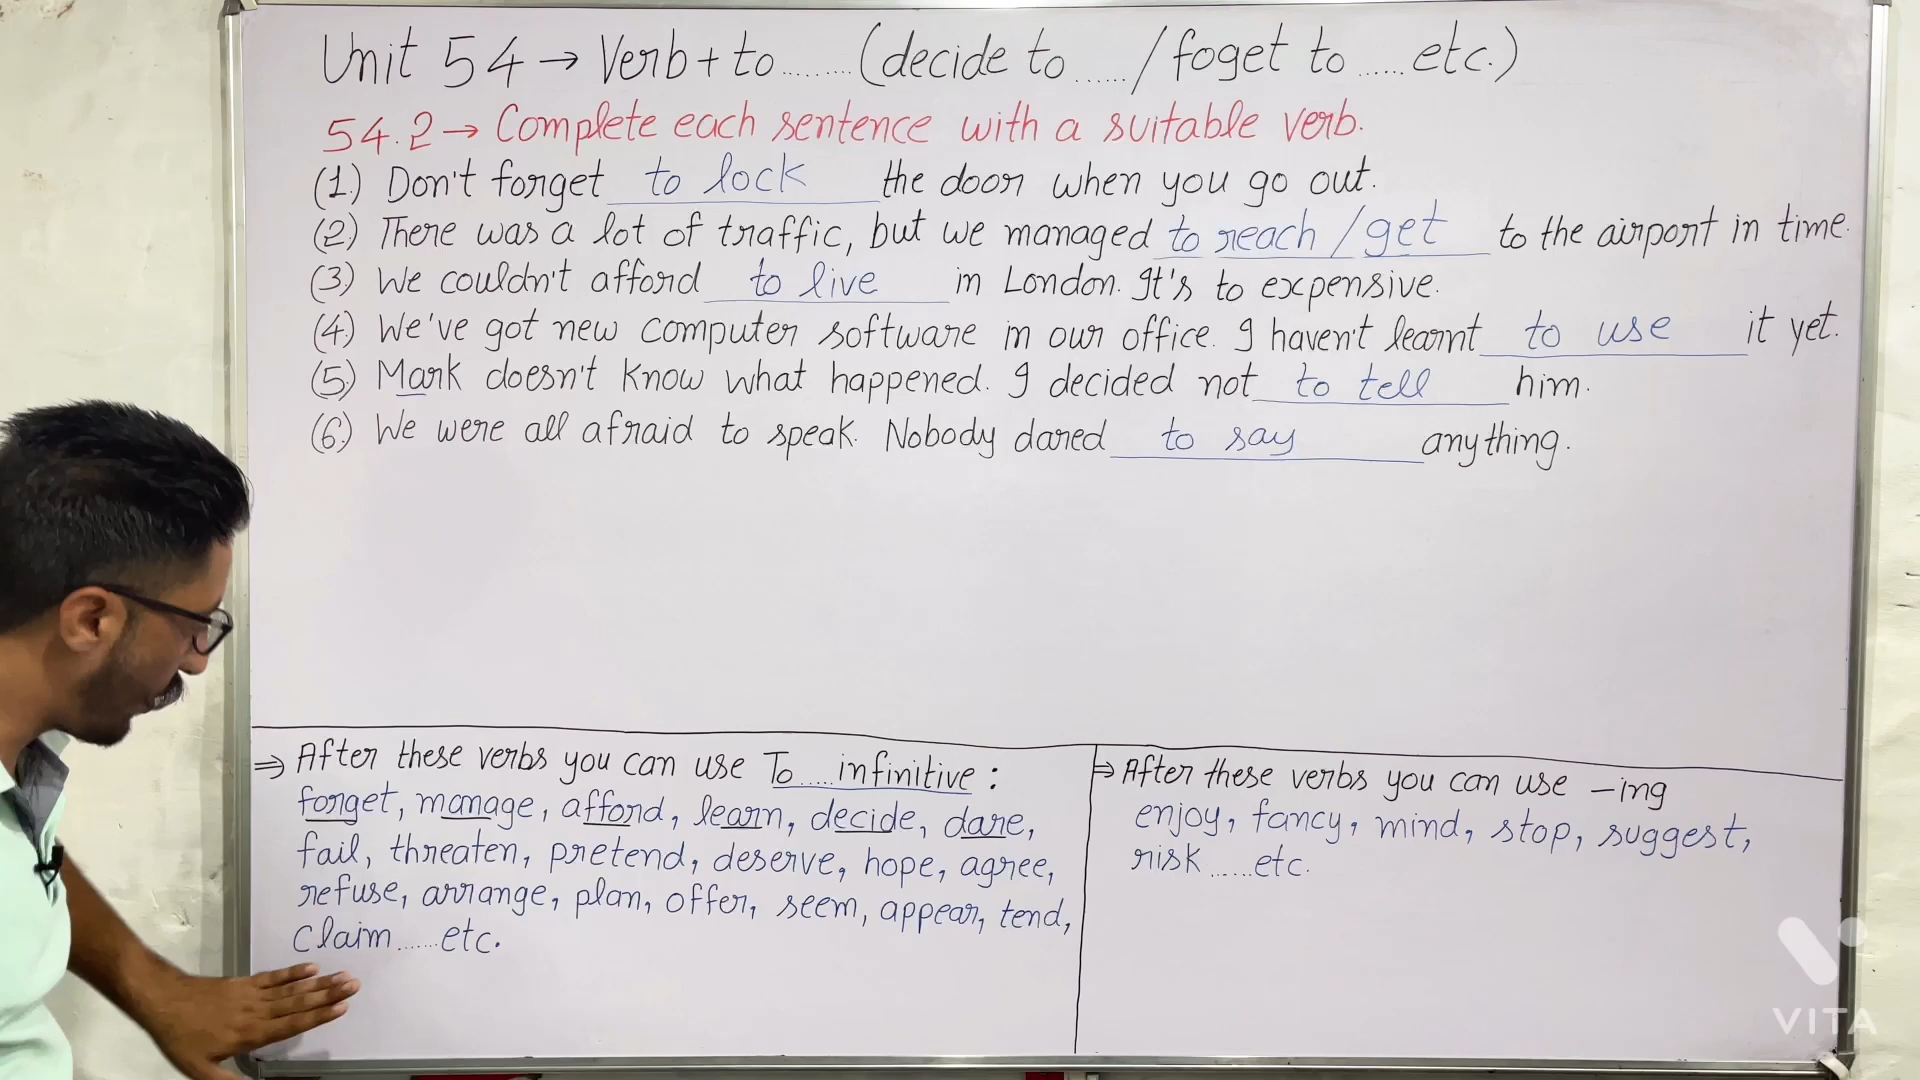 Unit 54 → Verb + to ........ (decide to ...... / foget to ...... etc.)
54.2 → Complete each sentence with a suitable verb.
(1.) Don't forget to lock the door when you go out.
(2.) There was a lot of traffic, but we managed to reach / get to the airport in time.
(3.) We couldn't afford to live in London. It's to expensive.
(4.) We've got new computer software in our office. I haven't learnt to use it yet.
(5.) Mark doesn't know what happened. I decided not to tell him.
(6.) We were all afraid to speak. Nobody dared to say anything.
⇒ After these verbs you can use To ..... infinitive :
forget, manage, afford, learn, decide, dare,
fail, threaten, pretend, deserve, hope, agree,
refuse, arrange, plan, offer, seem, appear, tend,
Claim ...... etc.
⇒ After these verbs you can use -ing
enjoy, fancy, mind, stop, suggest,
risk ...... etc.
VITA